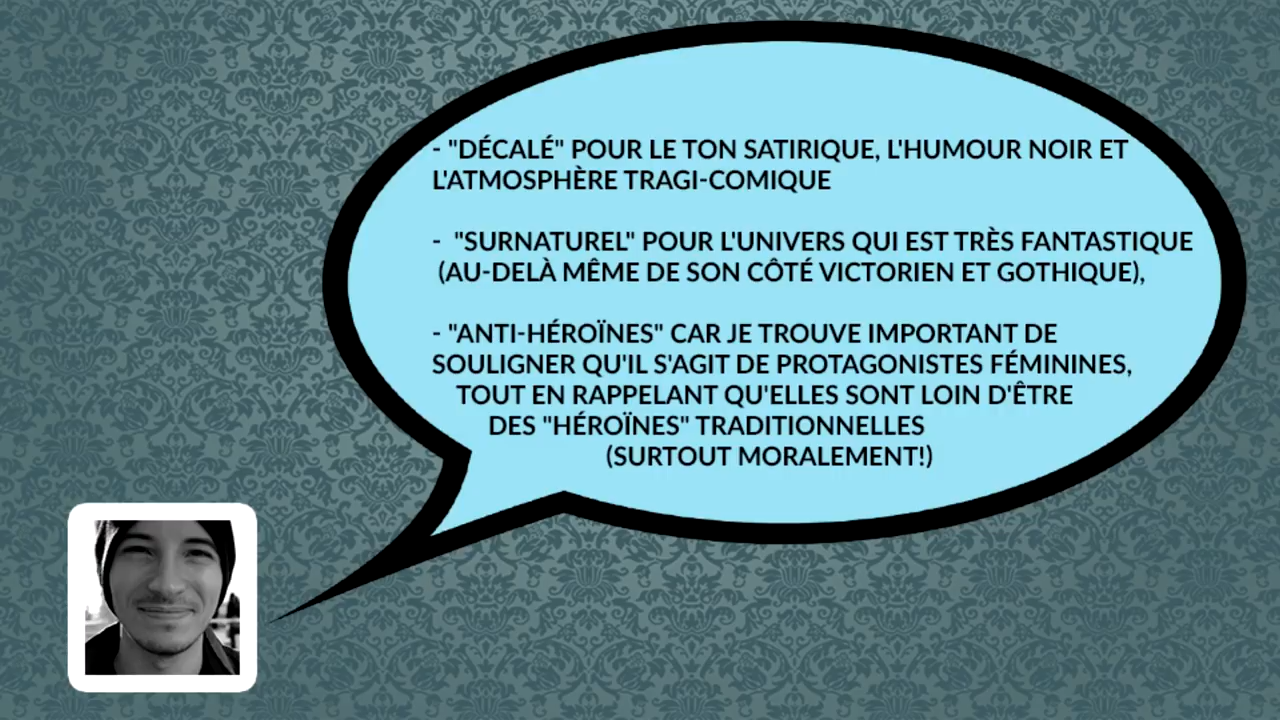 - "DÉCALÉ" POUR LE TON SATIRIQUE, L'HUMOUR NOIR ET
L'ATMOSPHÈRE TRAGI-COMIQUE
- "SURNATUREL" POUR L'UNIVERS QUI EST TRÈS FANTASTIQUE
(AU-DELÀ MÊME DE SON CÔTÉ VICTORIEN ET GOTHIQUE),
- "ANTI-HÉROÏNES" CAR JE TROUVE IMPORTANT DE
SOULIGNER QU'IL S'AGIT DE PROTAGONISTES FÉMININES,
TOUT EN RAPPELANT QU'ELLES SONT LOIN D'ÊTRE
DES "HÉROÏNES" TRADITIONNELLES
(SURTOUT MORALEMENT!)